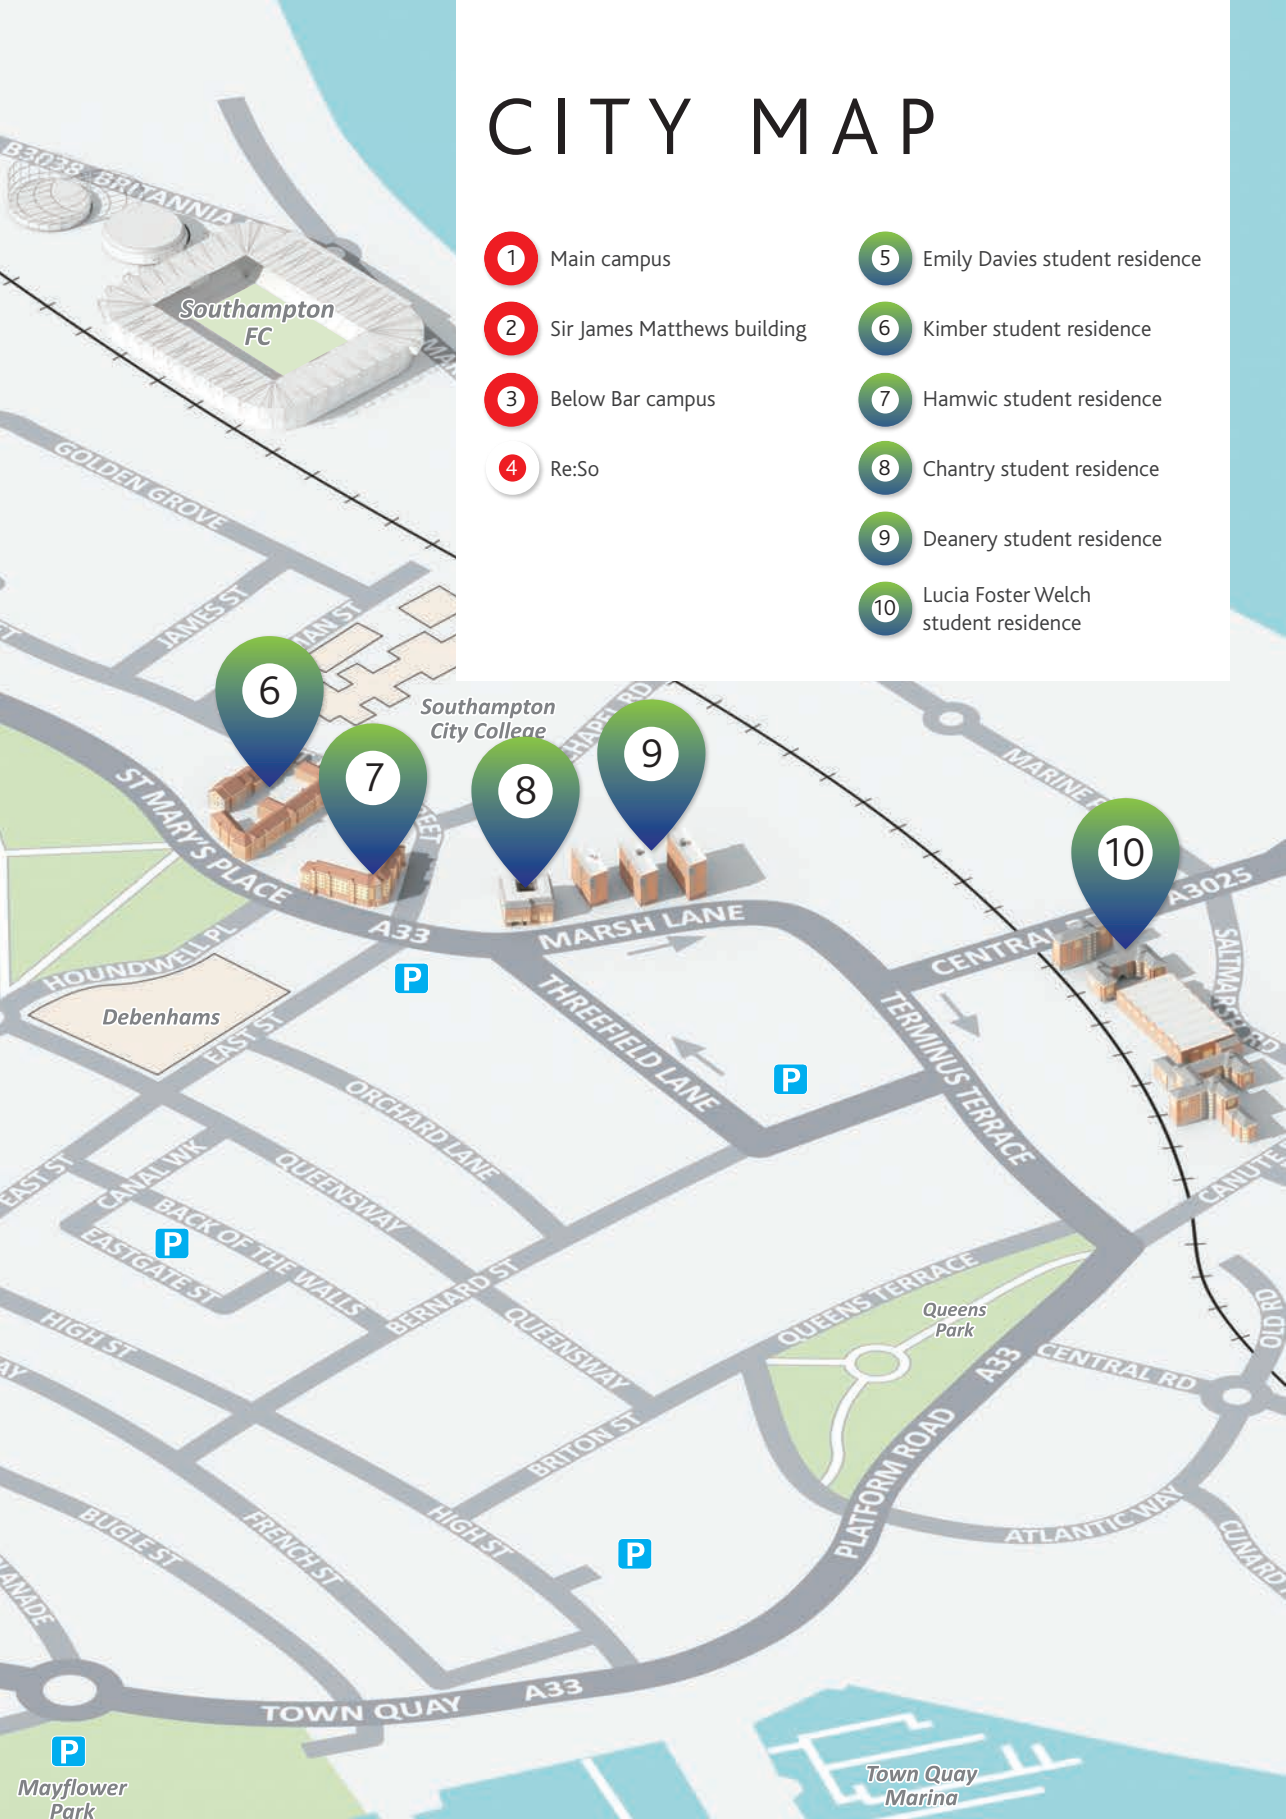 CITY MAP
1 Main campus
2 Sir James Matthews building
3 Below Bar campus
4 Re:So
5 Emily Davies student residence
6 Kimber student residence
7 Hamwic student residence
8 Chantry student residence
9 Deanery student residence
10 Lucia Foster Welch
student residence
B3038 BRITANNIA
Southampton
FC
GOLDEN GROVE
JAMES ST
6
Southampton
City College
7
8
9
10
MARINE
ST MARY'S PLACE
A33
MARSH LANE
CENTRAL
A3025
SALTMARSH RD
HOUNDWELL PL
P
Debenhams
EAST ST
THREEFIELD LANE
TERMINUS TERRACE
P
ORCHARD LANE
EAST ST
CANAL WK
QUEENSWAY
BACK OF THE WALLS
P
EASTGATE ST
BERNARD ST
QUEENS TERRACE
Queens
Park
HIGH ST
QUEENSWAY
A33
CENTRAL RD
BRITON ST
PLATFORM ROAD
HIGH ST
FRENCH ST
BUGLE ST
P
ATLANTIC WAY
CUNARD
TOWN QUAY
A33
P
Mayflower
Park
Town Quay
Marina